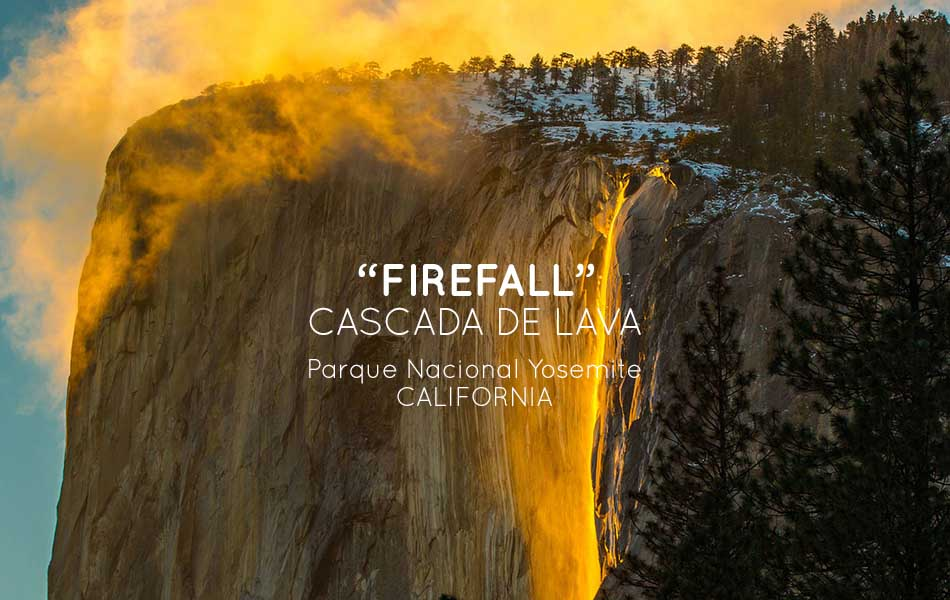 “FIREFALL”
CASCADA DE LAVA
Parque Nacional Yosemite
CALIFORNIA